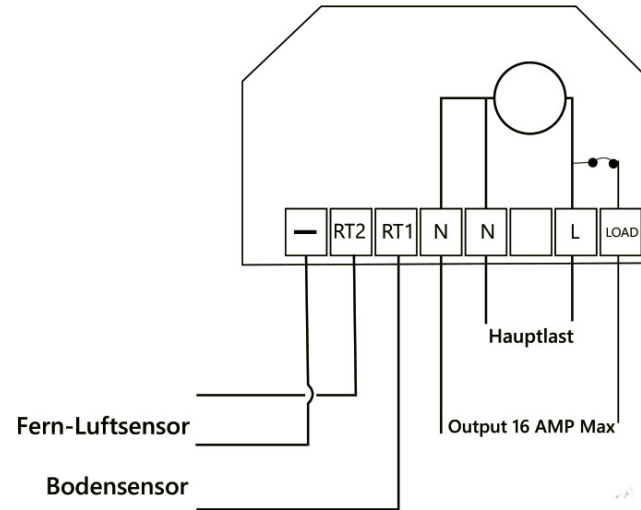 — RT2 RT1 N N L LOAD
Hauptlast
Fern-Luftsensor
Output 16 AMP Max
Bodensensor